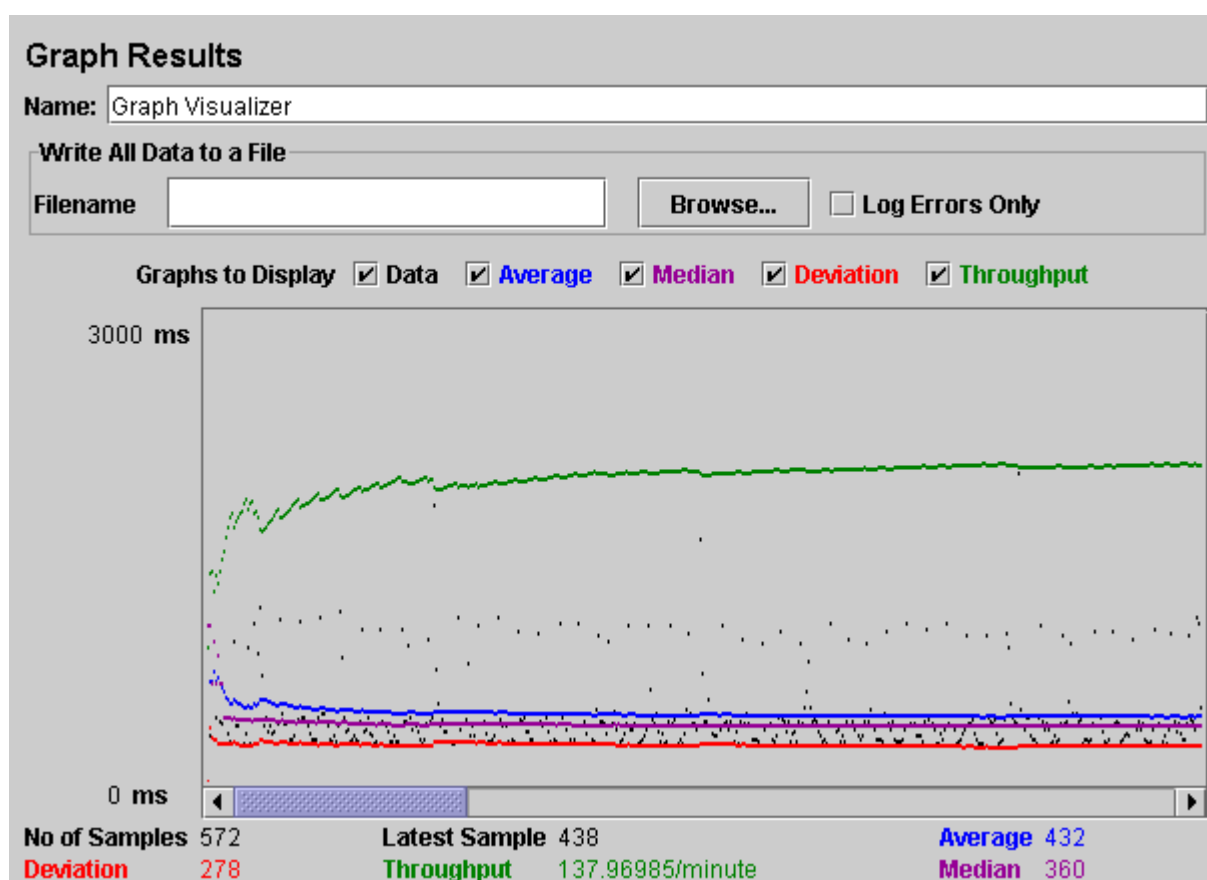 Graph Results
Name: Graph Visualizer
Write All Data to a File
Filename Browse... Log Errors Only
Graphs to Display Data Average Median Deviation Throughput
3000 ms
0 ms
No of Samples 572 Latest Sample 438 Average 432
Deviation 278 Throughput 137.96985/minute Median 360